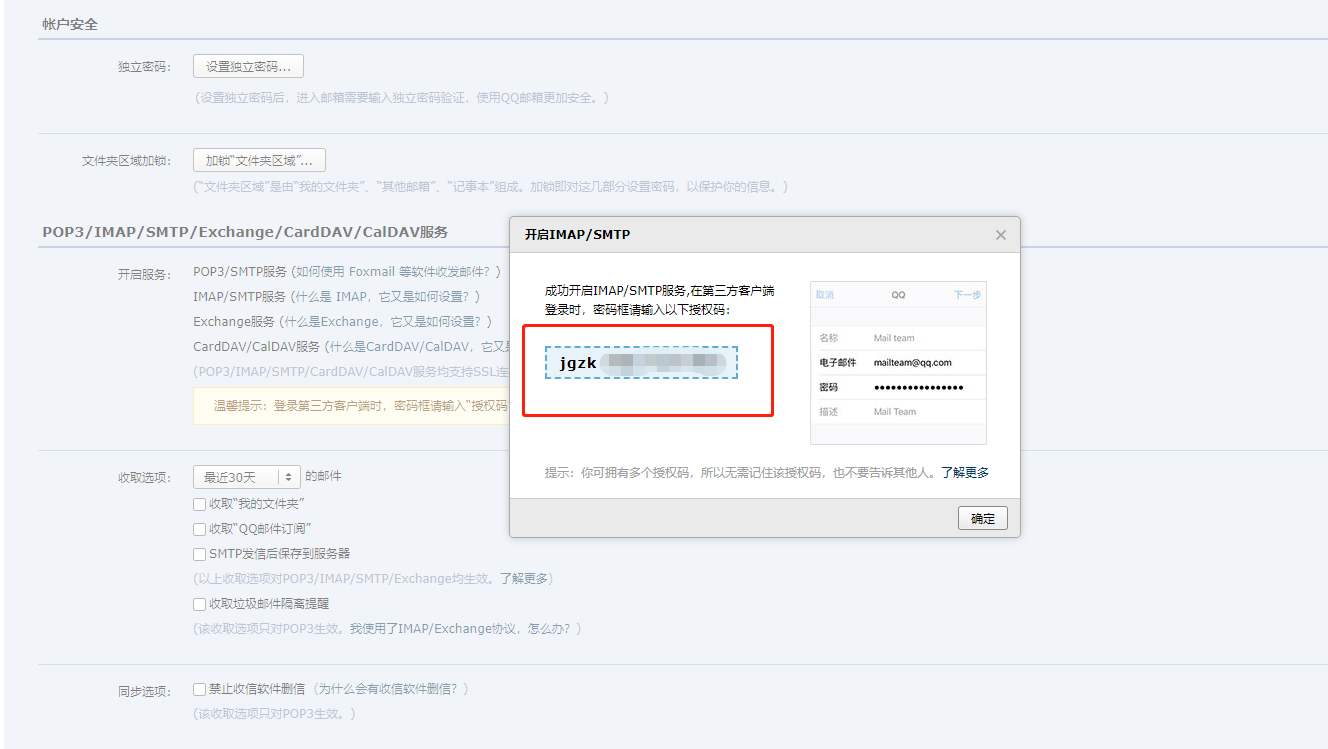 帐户安全
独立密码：
设置独立密码...
(设置独立密码后，进入邮箱需要输入独立密码验证，使用QQ邮箱更加安全。)
文件夹区域加锁：
加锁“文件夹区域”...
(“文件夹区域”是由“我的文件夹”、“其他邮箱”、“记事本”组成。加锁即对这几部分设置密码，以保护你的信息。)
POP3/IMAP/SMTP/Exchange/CardDAV/CalDAV服务
开启服务：
POP3/SMTP服务 (如何使用 Foxmail 等软件收发邮件？)
IMAP/SMTP服务 (什么是 IMAP，它又是如何设置？)
Exchange服务 (什么是Exchange，它又是如何设置？)
CardDAV/CalDAV服务 (什么是CardDAV/CalDAV，它又是
(POP3/IMAP/SMTP/CardDAV/CalDAV服务均支持SSL连
温馨提示：登录第三方客户端时，密码框请输入“授权码
开启IMAP/SMTP
成功开启IMAP/SMTP服务,在第三方客户端
登录时，密码框请输入以下授权码：
jgzk
取消 QQ 下一步
名称 Mail team
电子邮件 mailteam@qq.com
密码 ●●●●●●●●●●●●●●●●
描述 Mail Team
提示：你可拥有多个授权码，所以无需记住该授权码，也不要告诉其他人。了解更多
确定
收取选项：
最近30天 的邮件
收取“我的文件夹”
收取“QQ邮件订阅”
SMTP发信后保存到服务器
(以上收取选项对POP3/IMAP/SMTP/Exchange均生效。了解更多)
收取垃圾邮件隔离提醒
(该收取选项只对POP3生效。我使用了IMAP/Exchange协议，怎么办？)
同步选项：
禁止收信软件删信 (为什么会有收信软件删信？)
(该收取选项只对POP3生效。)